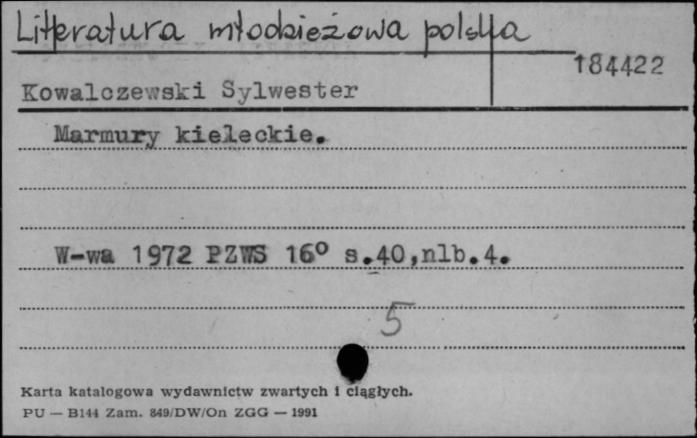 Literatura młodzieżowa polska
184422
Kowalczewski Sylwester
Marmury kieleckie.
W-wa 1972 PZWS 16° s.40,nlb.4.
5
Karta katalogowa wydawnictw zwartych i ciągłych.
PU — B144 Zam. 849/DW/On ZGG — 1991